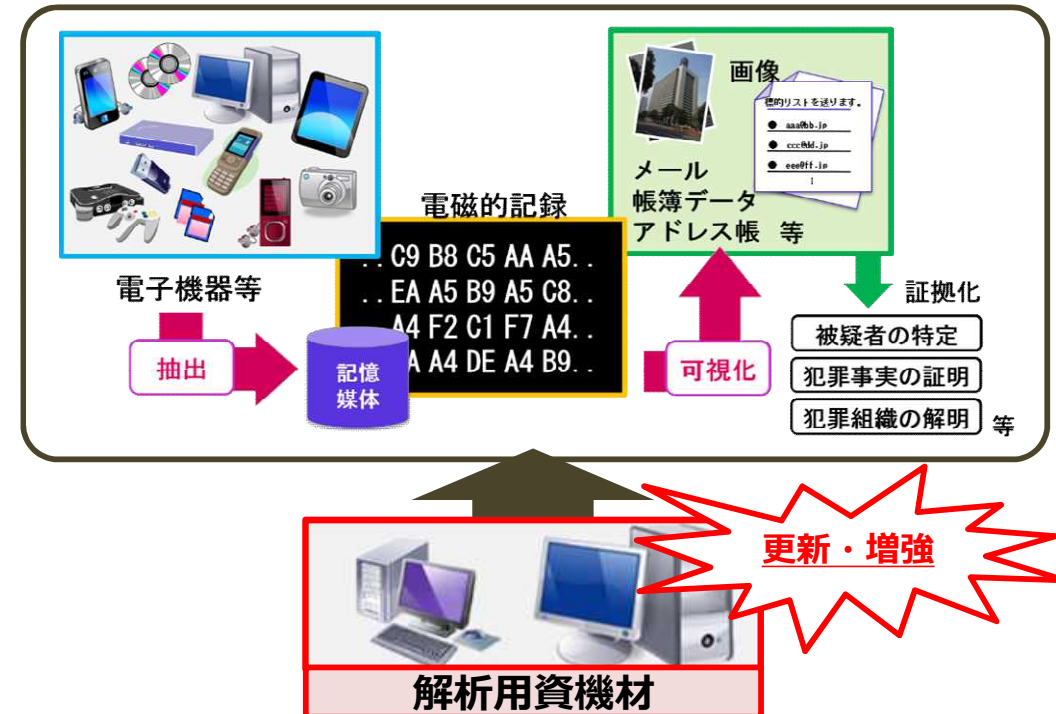 電子機器等
抽出
電磁的記録
..C9 B8 C5 AA A5..
..EA A5 B9 A5 C8..
A4 F2 C1 F7 A4..
A A4 DE A4 B9..
記憶
媒体
可視化
画像
標的リストを送ります。
● aaa@bb.jp
● ccc@dd.jp
● eee@ff.jp
⋮
メール
帳簿データ
アドレス帳 等
証拠化
被疑者の特定
犯罪事実の証明
犯罪組織の解明 等
更新・増強
解析用資機材